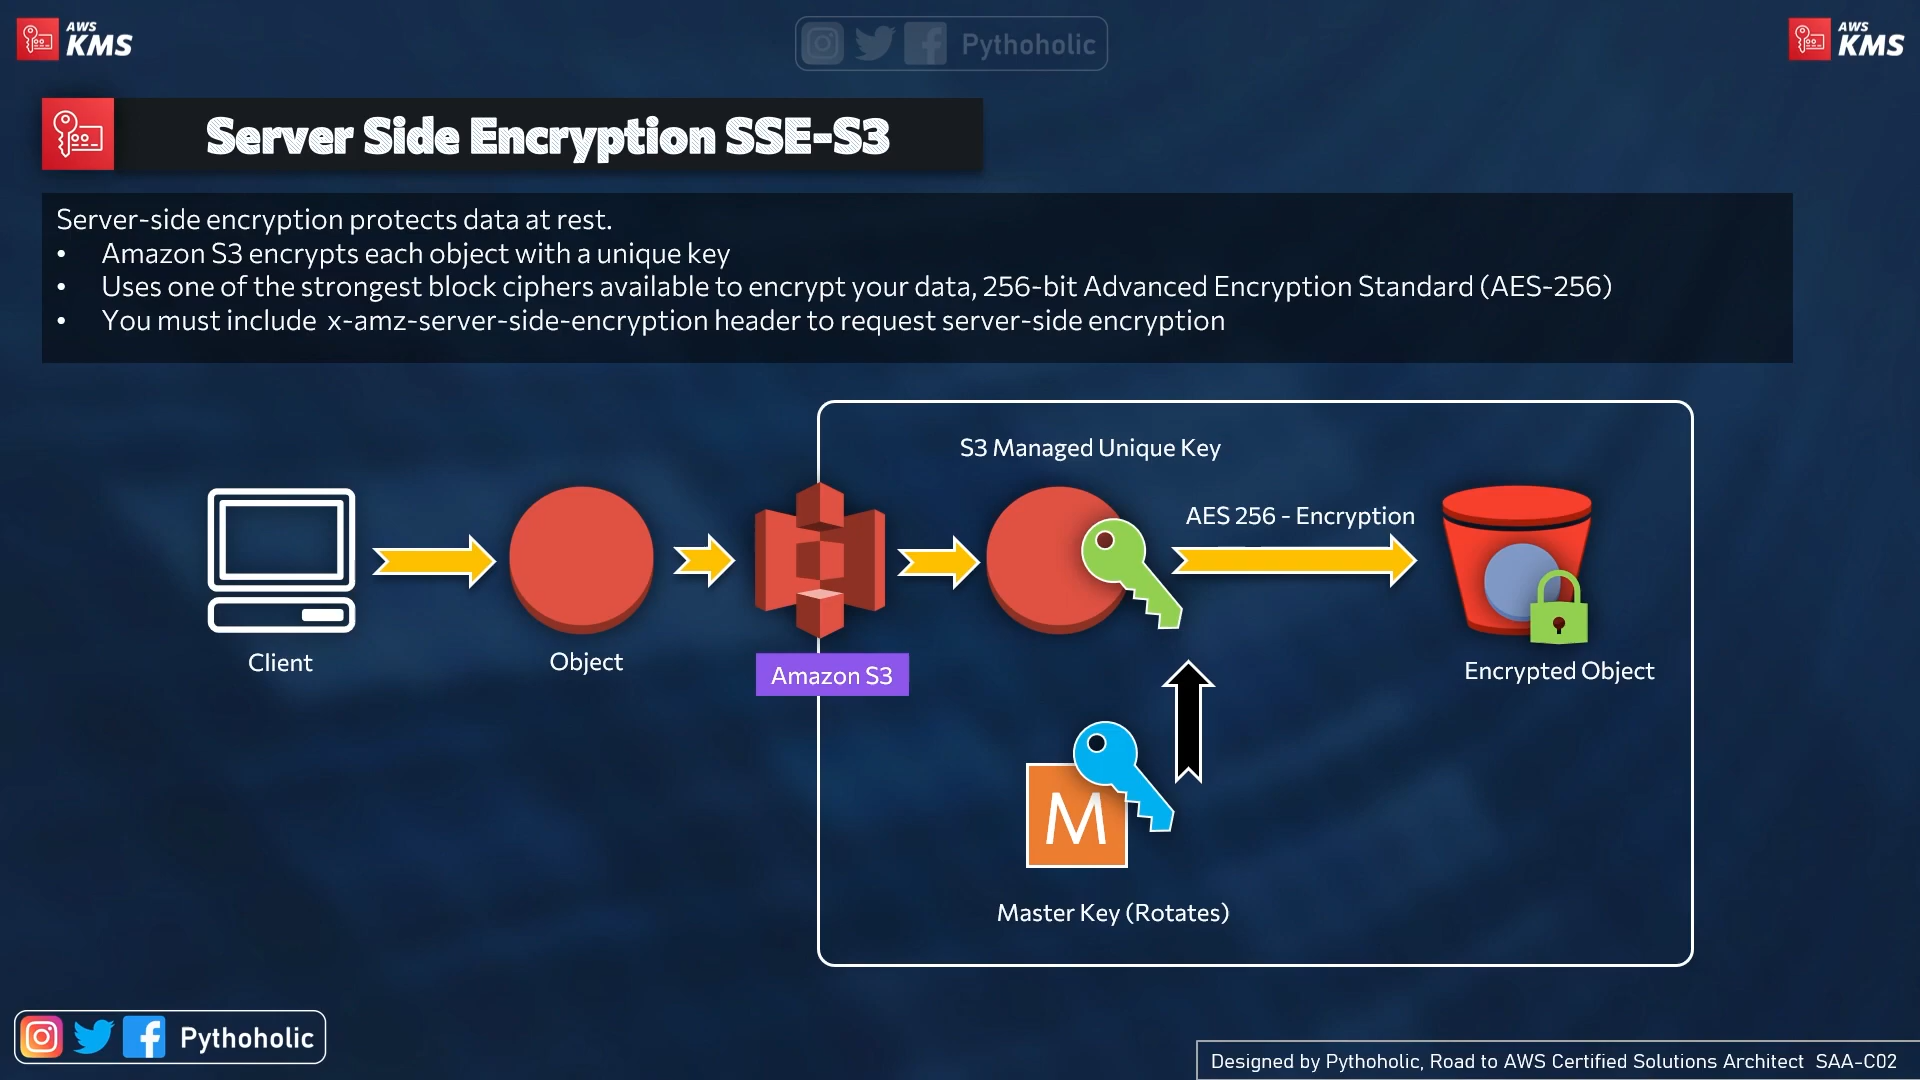 AWS
KMS
Pythoholic
AWS
KMS
Server Side Encryption SSE-S3
Server-side encryption protects data at rest.
• Amazon S3 encrypts each object with a unique key
• Uses one of the strongest block ciphers available to encrypt your data, 256-bit Advanced Encryption Standard (AES-256)
• You must include  x-amz-server-side-encryption header to request server-side encryption
S3 Managed Unique Key
AES 256 - Encryption
Client
Object
Amazon S3
Encrypted Object
M
Master Key (Rotates)
Pythoholic
Designed by Pythoholic, Road to AWS Certified Solutions Architect  SAA-C02